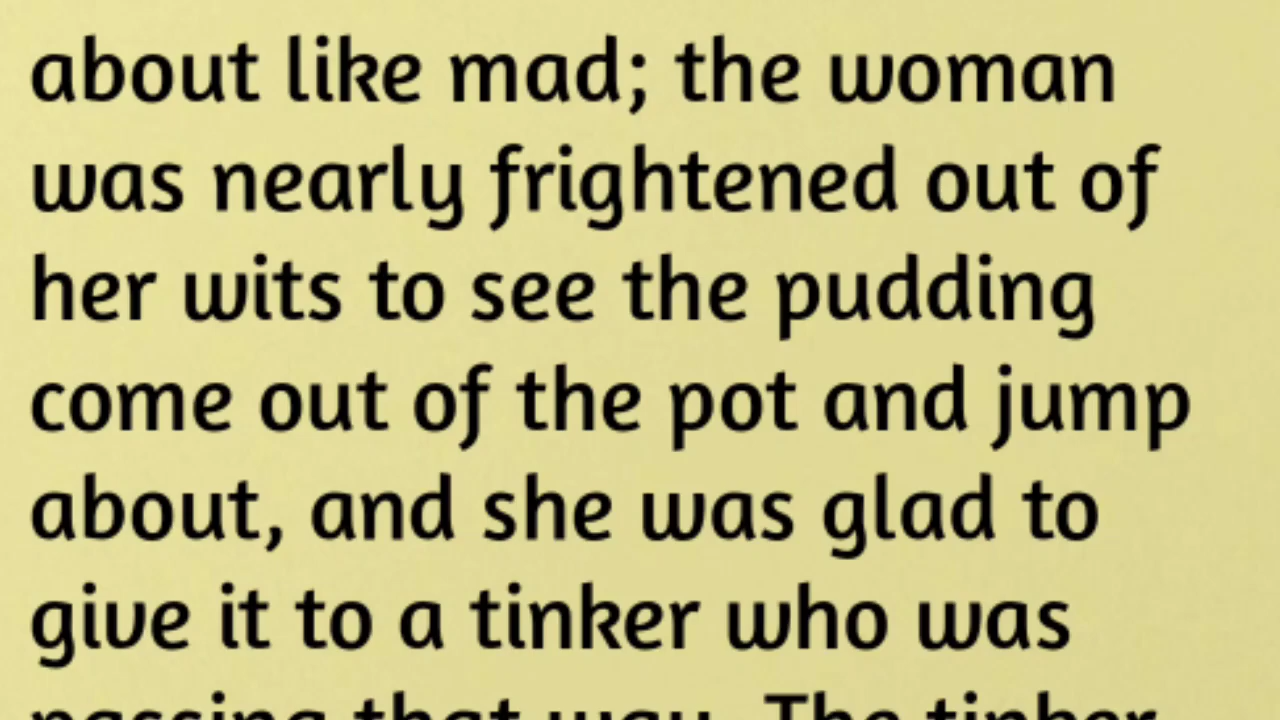 about like mad; the woman
was nearly frightened out of
her wits to see the pudding
come out of the pot and jump
about, and she was glad to
give it to a tinker who was
passing that way. The tinker